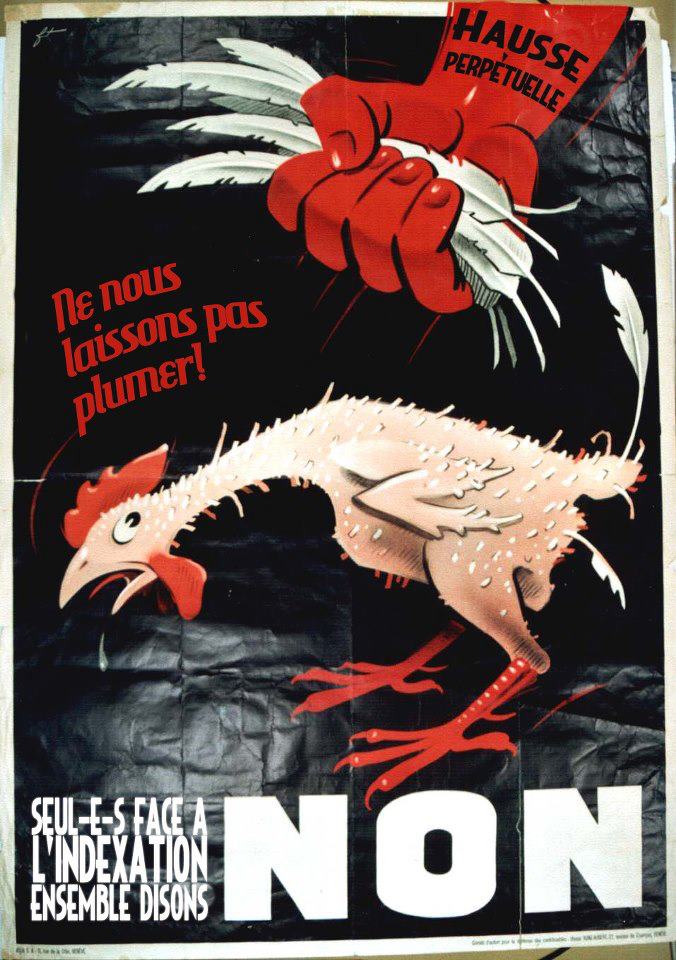 HAUSSE
PERPÉTUELLE
Ne nous
laissons pas
plumer!
SEUL-E-S FACE A
L'INDEXATION
ENSEMBLE DISONS
NON